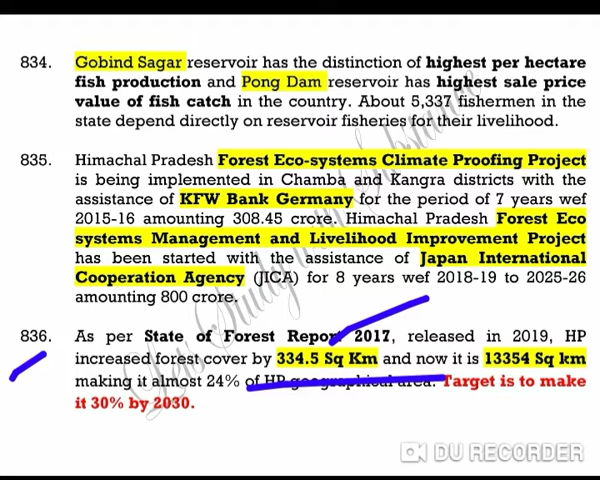 834. Gobind Sagar reservoir has the distinction of highest per hectare
fish production and Pong Dam reservoir has highest sale price
value of fish catch in the country. About 5,337 fishermen in the
state depend directly on reservoir fisheries for their livelihood.
835. Himachal Pradesh Forest Eco-systems Climate Proofing Project
is being implemented in Chamba and Kangra districts with the
assistance of KFW Bank Germany for the period of 7 years wef
2015-16 amounting 308.45 crore. Himachal Pradesh Forest Eco
systems Management and Livelihood Improvement Project
has been started with the assistance of Japan International
Cooperation Agency (JICA) for 8 years wef 2018-19 to 2025-26
amounting 800 crore.
836. As per State of Forest Report 2017, released in 2019, HP
increased forest cover by 334.5 Sq Km and now it is 13354 Sq km
making it almost 24% of HP geographical area. Target is to make
it 30% by 2030.
DU RECORDER